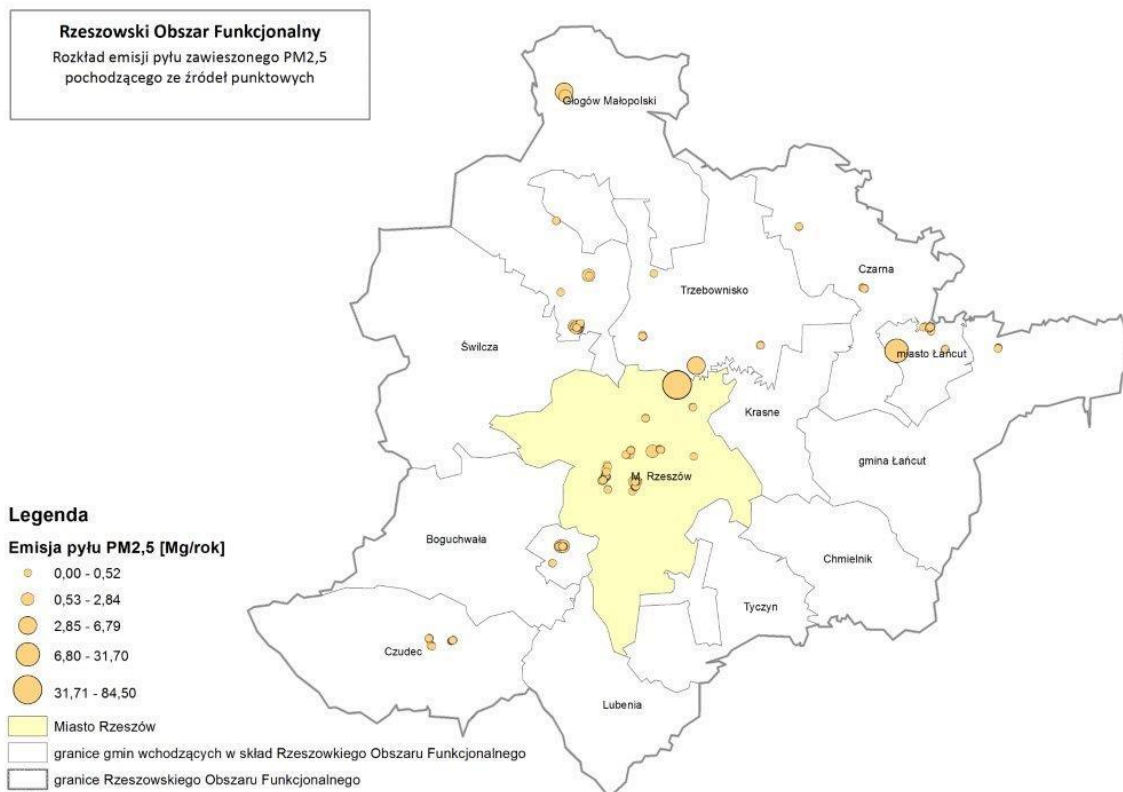 Rzeszowski Obszar Funkcjonalny
Rozkład emisji pyłu zawieszonego PM2,5
pochodzącego ze źródeł punktowych
Głogów Małopolski
Czarna
Trzebownisko
Świlcza
miasto Łańcut
Krasne
gmina Łańcut
M. Rzeszów
Boguchwała
Chmielnik
Tyczyn
Czudec
Lubenia
Legenda
Emisja pyłu PM2,5 [Mg/rok]
0,00 - 0,52
0,53 - 2,84
2,85 - 6,79
6,80 - 31,70
31,71 - 84,50
Miasto Rzeszów
granice gmin wchodzących w skład Rzeszowkiego Obszaru Funkcjonalnego
granice Rzeszowskiego Obszaru Funkcjonalnego